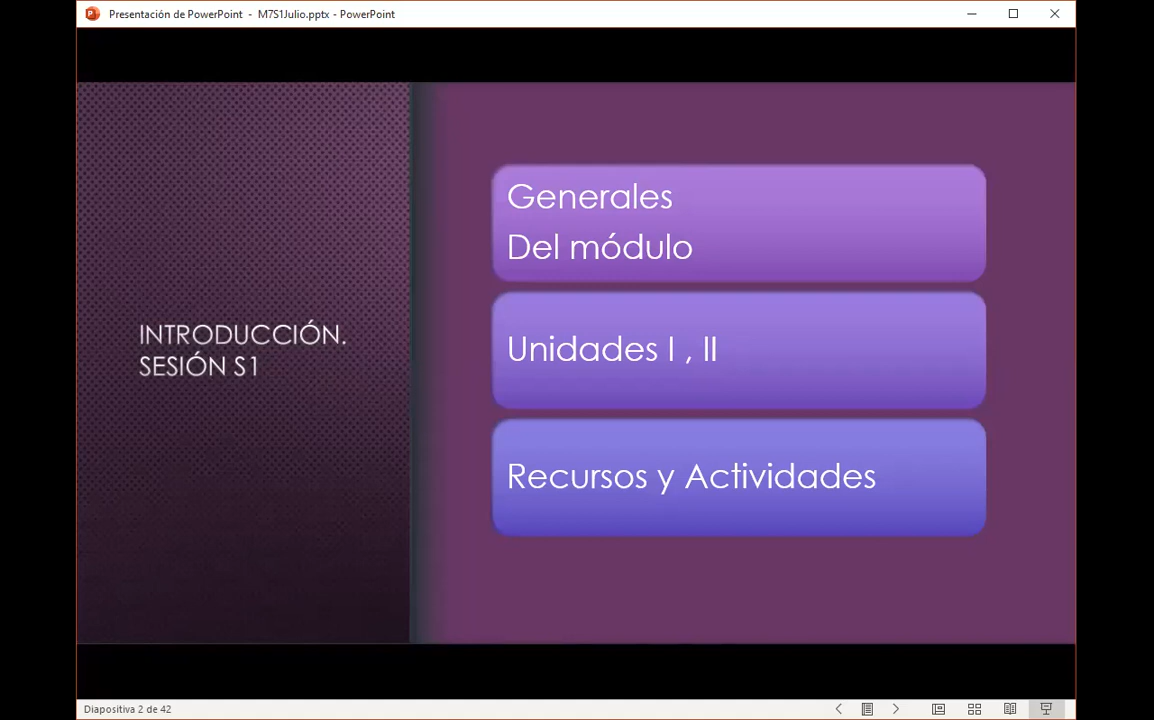 Presentación de PowerPoint - M7S1Julio.pptx - PowerPoint
INTRODUCCIÓN.
SESIÓN S1
Generales
Del módulo
Unidades I , II
Recursos y Actividades
Diapositiva 2 de 42